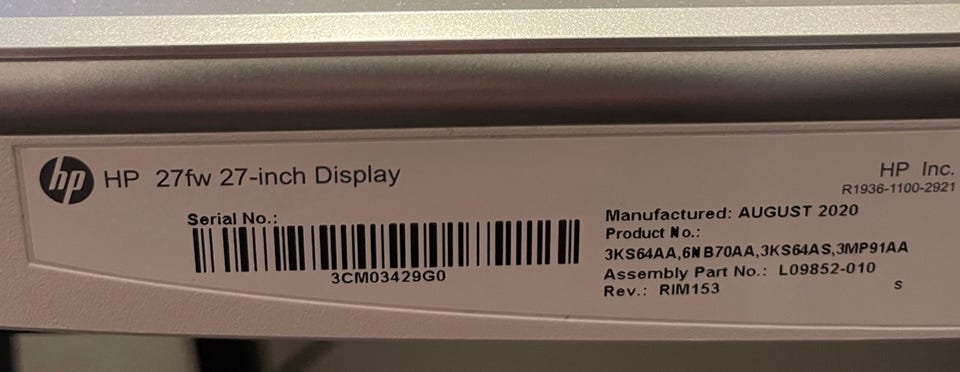 hp HP 27fw 27-inch Display
HP Inc.
R1936-1100-2921
Serial No.:
3CM03429G0
Manufactured: AUGUST 2020
Product No.:
3KS64AA,6NB70AA,3KS64AS,3MP91AA
Assembly Part No.: L09852-010
Rev.: RIM153
S